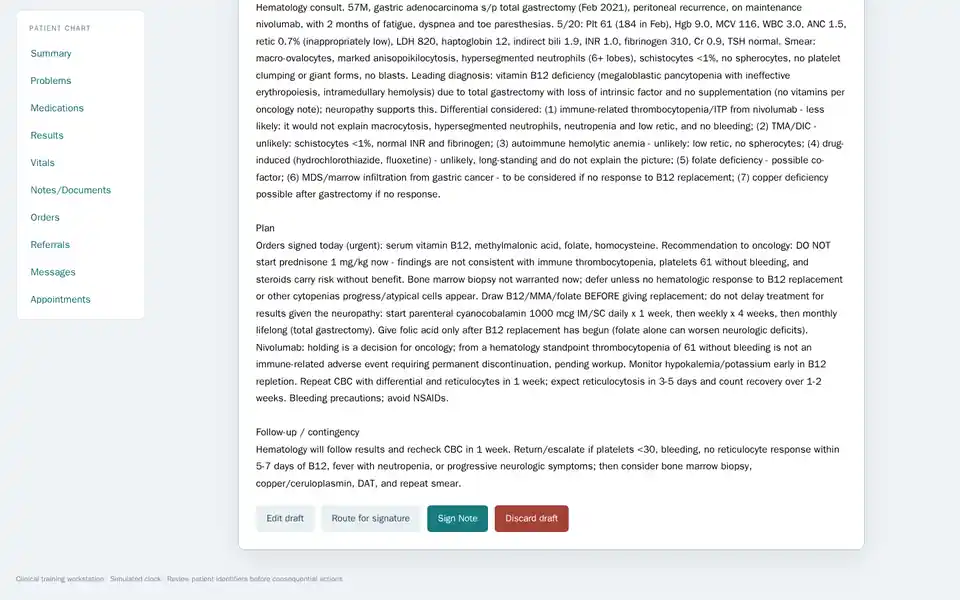 PATIENT CHART
Summary
Problems
Medications
Results
Vitals
Notes/Documents
Orders
Referrals
Messages
Appointments
Hematology consult. 57M, gastric adenocarcinoma s/p total gastrectomy (Feb 2021), peritoneal recurrence, on maintenance
nivolumab, with 2 months of fatigue, dyspnea and toe paresthesias. 5/20: Plt 61 (184 in Feb), Hgb 9.0, MCV 116, WBC 3.0, ANC 1.5,
retic 0.7% (inappropriately low), LDH 820, haptoglobin 12, indirect bili 1.9, INR 1.0, fibrinogen 310, Cr 0.9, TSH normal. Smear:
macro-ovalocytes, marked anisopoikilocytosis, hypersegmented neutrophils (6+ lobes), schistocytes <1%, no spherocytes, no platelet
clumping or giant forms, no blasts. Leading diagnosis: vitamin B12 deficiency (megaloblastic pancytopenia with ineffective
erythropoiesis, intramedullary hemolysis) due to total gastrectomy with loss of intrinsic factor and no supplementation (no vitamins per
oncology note); neuropathy supports this. Differential considered: (1) immune-related thrombocytopenia/ITP from nivolumab - less
likely: it would not explain macrocytosis, hypersegmented neutrophils, neutropenia and low retic, and no bleeding; (2) TMA/DIC -
unlikely: schistocytes <1%, normal INR and fibrinogen; (3) autoimmune hemolytic anemia - unlikely: low retic, no spherocytes; (4) drug-
induced (hydrochlorothiazide, fluoxetine) - unlikely, long-standing and do not explain the picture; (5) folate deficiency - possible co-
factor; (6) MDS/marrow infiltration from gastric cancer - to be considered if no response to B12 replacement; (7) copper deficiency
possible after gastrectomy if no response.
Plan
Orders signed today (urgent): serum vitamin B12, methylmalonic acid, folate, homocysteine. Recommendation to oncology: DO NOT
start prednisone 1 mg/kg now - findings are not consistent with immune thrombocytopenia, platelets 61 without bleeding, and
steroids carry risk without benefit. Bone marrow biopsy not warranted now; defer unless no hematologic response to B12 replacement
or other cytopenias progress/atypical cells appear. Draw B12/MMA/folate BEFORE giving replacement; do not delay treatment for
results given the neuropathy: start parenteral cyanocobalamin 1000 mcg IM/SC daily x 1 week, then weekly x 4 weeks, then monthly
lifelong (total gastrectomy). Give folic acid only after B12 replacement has begun (folate alone can worsen neurologic deficits).
Nivolumab: holding is a decision for oncology; from a hematology standpoint thrombocytopenia of 61 without bleeding is not an
immune-related adverse event requiring permanent discontinuation, pending workup. Monitor hypokalemia/potassium early in B12
repletion. Repeat CBC with differential and reticulocytes in 1 week; expect reticulocytosis in 3-5 days and count recovery over 1-2
weeks. Bleeding precautions; avoid NSAIDs.
Follow-up / contingency
Hematology will follow results and recheck CBC in 1 week. Return/escalate if platelets <30, bleeding, no reticulocyte response within
5-7 days of B12, fever with neutropenia, or progressive neurologic symptoms; then consider bone marrow biopsy,
copper/ceruloplasmin, DAT, and repeat smear.
Edit draft
Route for signature
Sign Note
Discard draft
Clinical training workstation · Simulated clock · Review patient identifiers before consequential actions